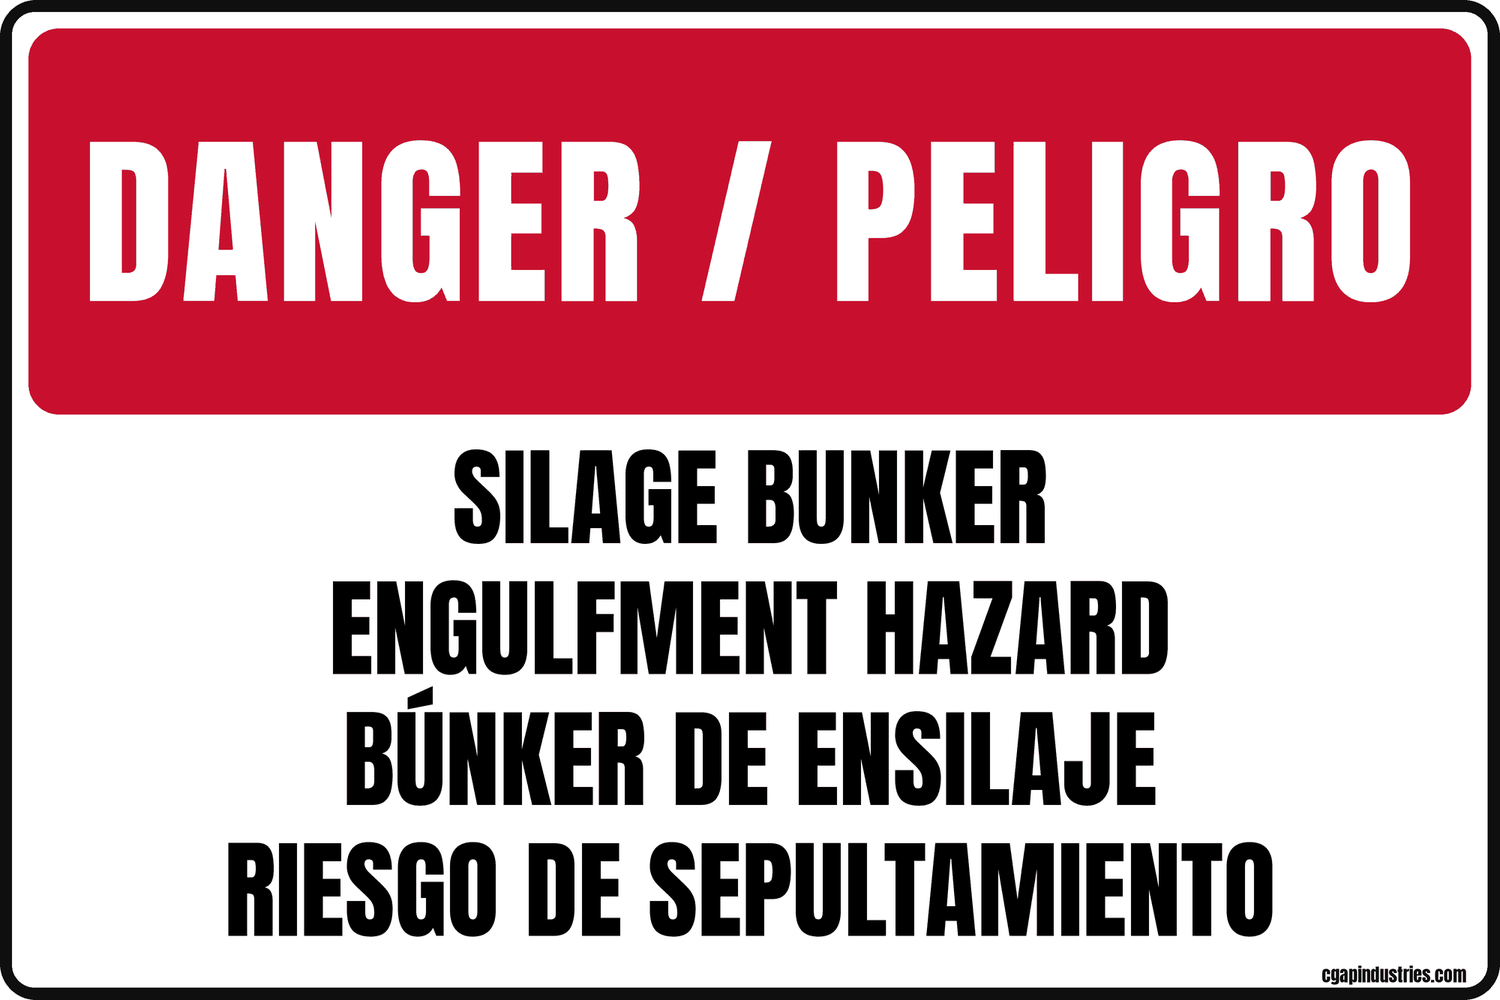 DANGER / PELIGRO
SILAGE BUNKER
ENGULFMENT HAZARD
BÚNKER DE ENSILAJE
RIESGO DE SEPULTAMIENTO
cgapindustries.com